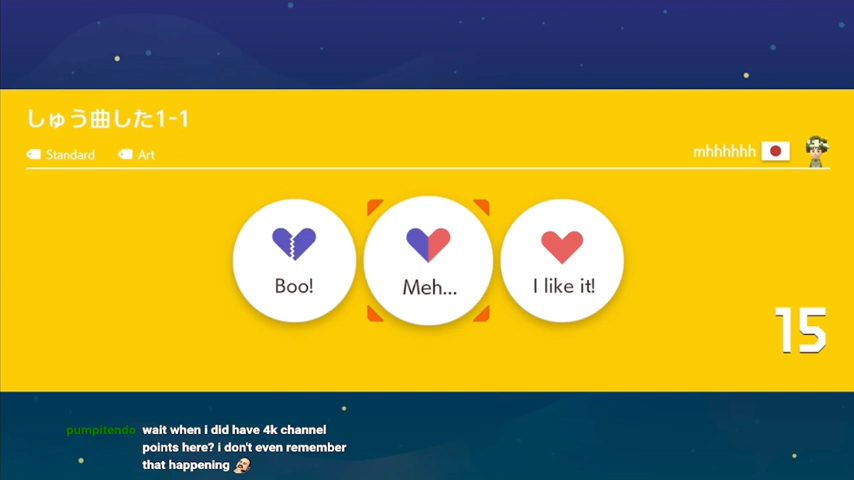 しゅう曲した1-1
Standard Art
mhhhhhh
Boo! Meh... I like it!
15
pumpitendo wait when i did have 4k channel
points here? i don't even remember
that happening